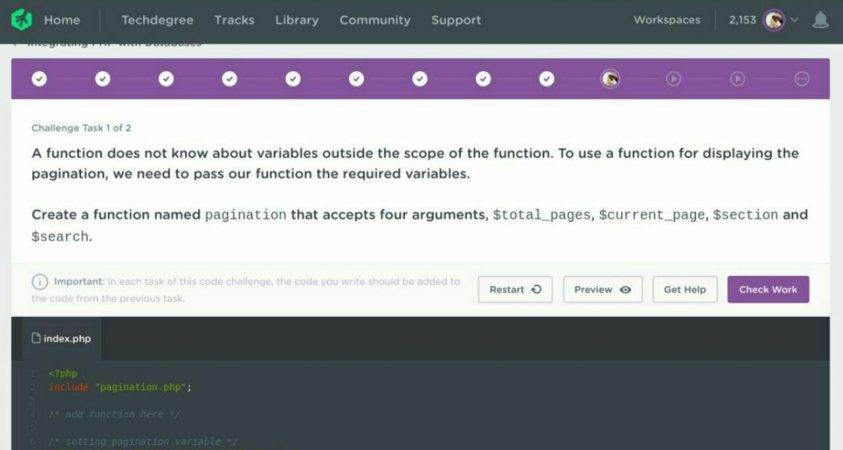 Home Techdegree Tracks Library Community Support Workspaces 2,153
Integrating PHP with Databases
Challenge Task 1 of 2
A function does not know about variables outside the scope of the function. To use a function for displaying the
pagination, we need to pass our function the required variables.
Create a function named pagination that accepts four arguments, $total_pages, $current_page, $section and
$search.
i Important: In each task of this code challenge, the code you write should be added to
the code from the previous task.
Restart Preview Get Help Check Work
index.php
1 <?php
2 include "pagination.php";
3
4 /* add function here */
5
6 /* setting pagination variable */